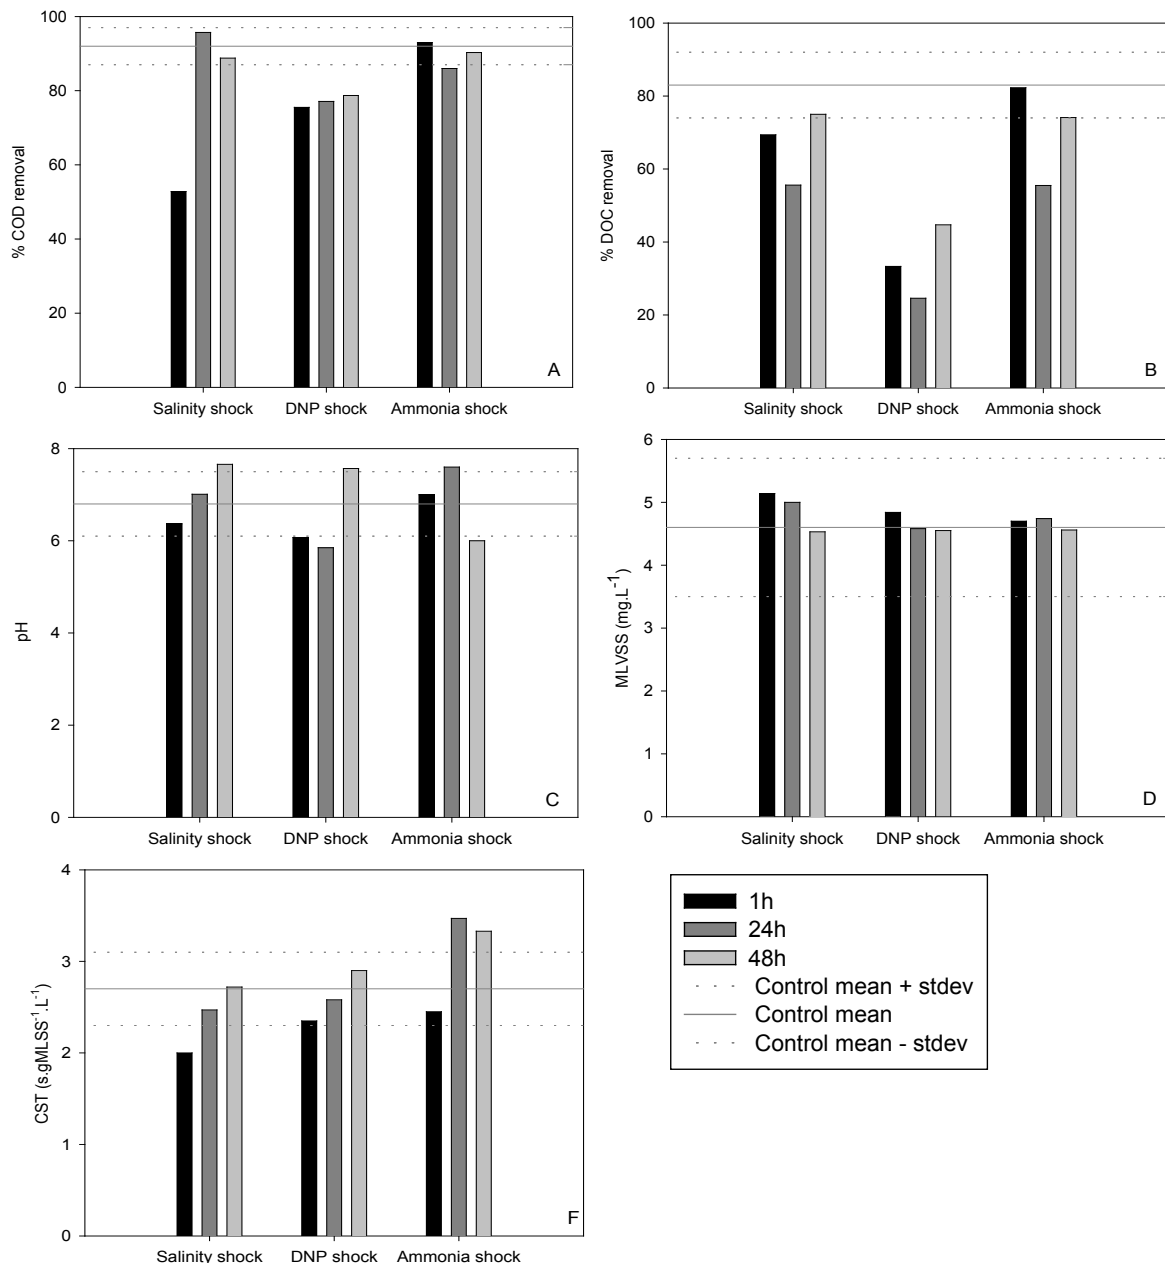 100
80
60
40
20
0
% COD removal
A
Salinity shock DNP shock Ammonia shock
100
80
60
40
20
0
% DOC removal
B
Salinity shock DNP shock Ammonia shock
8
6
4
2
0
pH
C
Salinity shock DNP shock Ammonia shock
6
5
4
3
2
1
0
MLVSS (mg.L⁻¹)
D
Salinity shock DNP shock Ammonia shock
4
3
2
1
0
CST (s.gMLSS⁻¹.L⁻¹)
F
Salinity shock DNP shock Ammonia shock
1h
24h
48h
Control mean + stdev
Control mean
Control mean - stdev